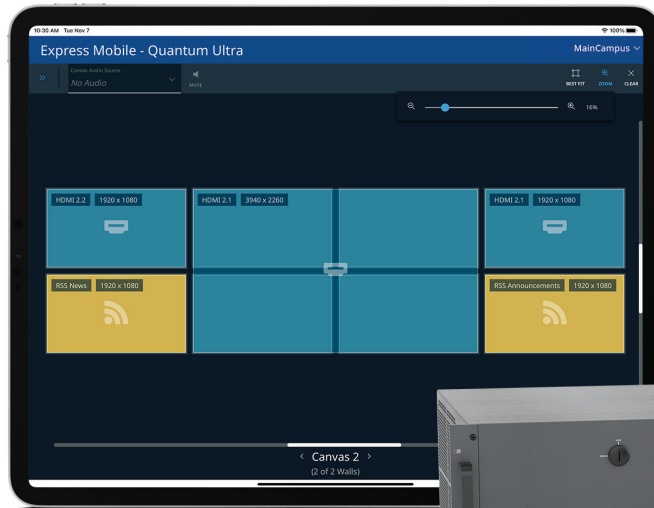 10:30 AM Tue Nov 7
100%
Express Mobile - Quantum Ultra
MainCampus
Canvas Audio Source
No Audio
MUTE
BEST FIT
ZOOM
CLEAR
16%
HDMI 2.2 1920 x 1080
HDMI 2.1 3940 x 2260
HDMI 2.1 1920 x 1080
RSS News 1920 x 1080
RSS Announcements 1920 x 1080
Canvas 2
(2 of 2 Walls)